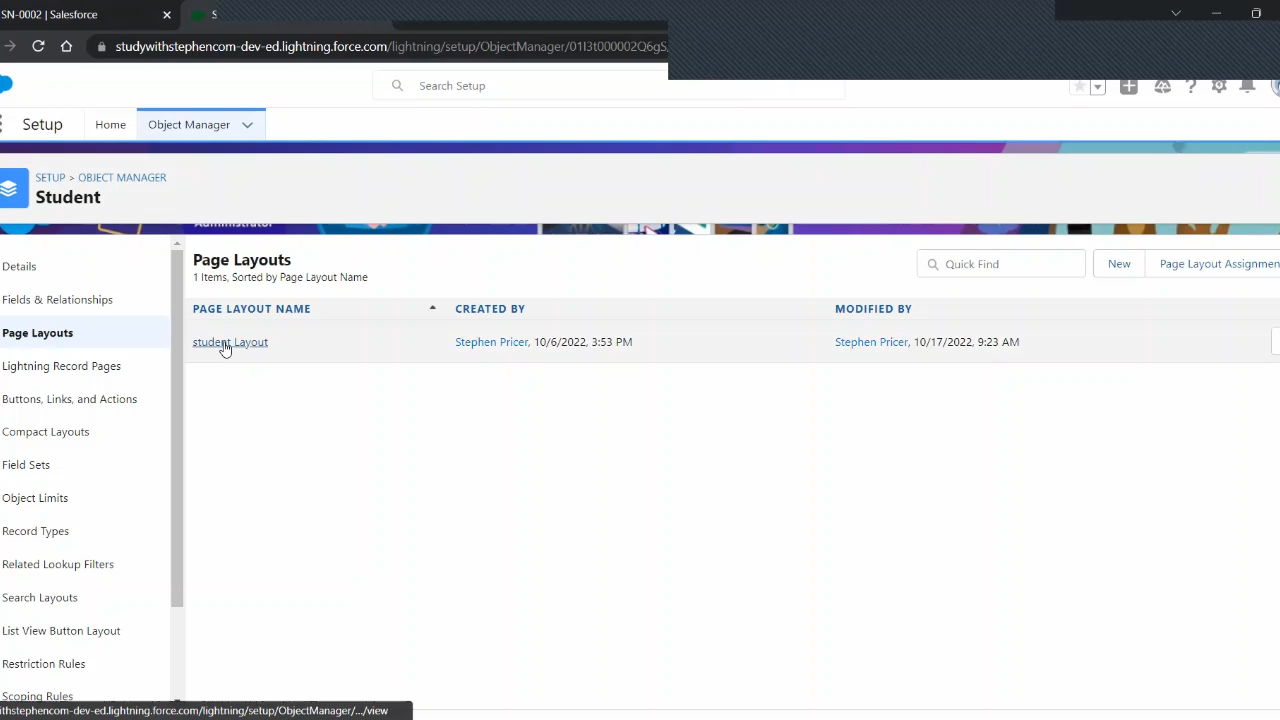 SN-0002 | Salesforce
S
studywithstephencom-dev-ed.lightning.force.com/lightning/setup/ObjectManager/01I3t000002Q6gS
Search Setup
Setup
Home
Object Manager
SETUP > OBJECT MANAGER
Student
Administrator
Details
Fields & Relationships
Page Layouts
Lightning Record Pages
Buttons, Links, and Actions
Compact Layouts
Field Sets
Object Limits
Record Types
Related Lookup Filters
Search Layouts
List View Button Layout
Restriction Rules
Scoping Rules
Page Layouts
1 Items, Sorted by Page Layout Name
Quick Find
New
Page Layout Assignmen
PAGE LAYOUT NAME
CREATED BY
MODIFIED BY
student Layout
Stephen Pricer, 10/6/2022, 3:53 PM
Stephen Pricer, 10/17/2022, 9:23 AM
ithstephencom-dev-ed.lightning.force.com/lightning/setup/ObjectManager/.../view